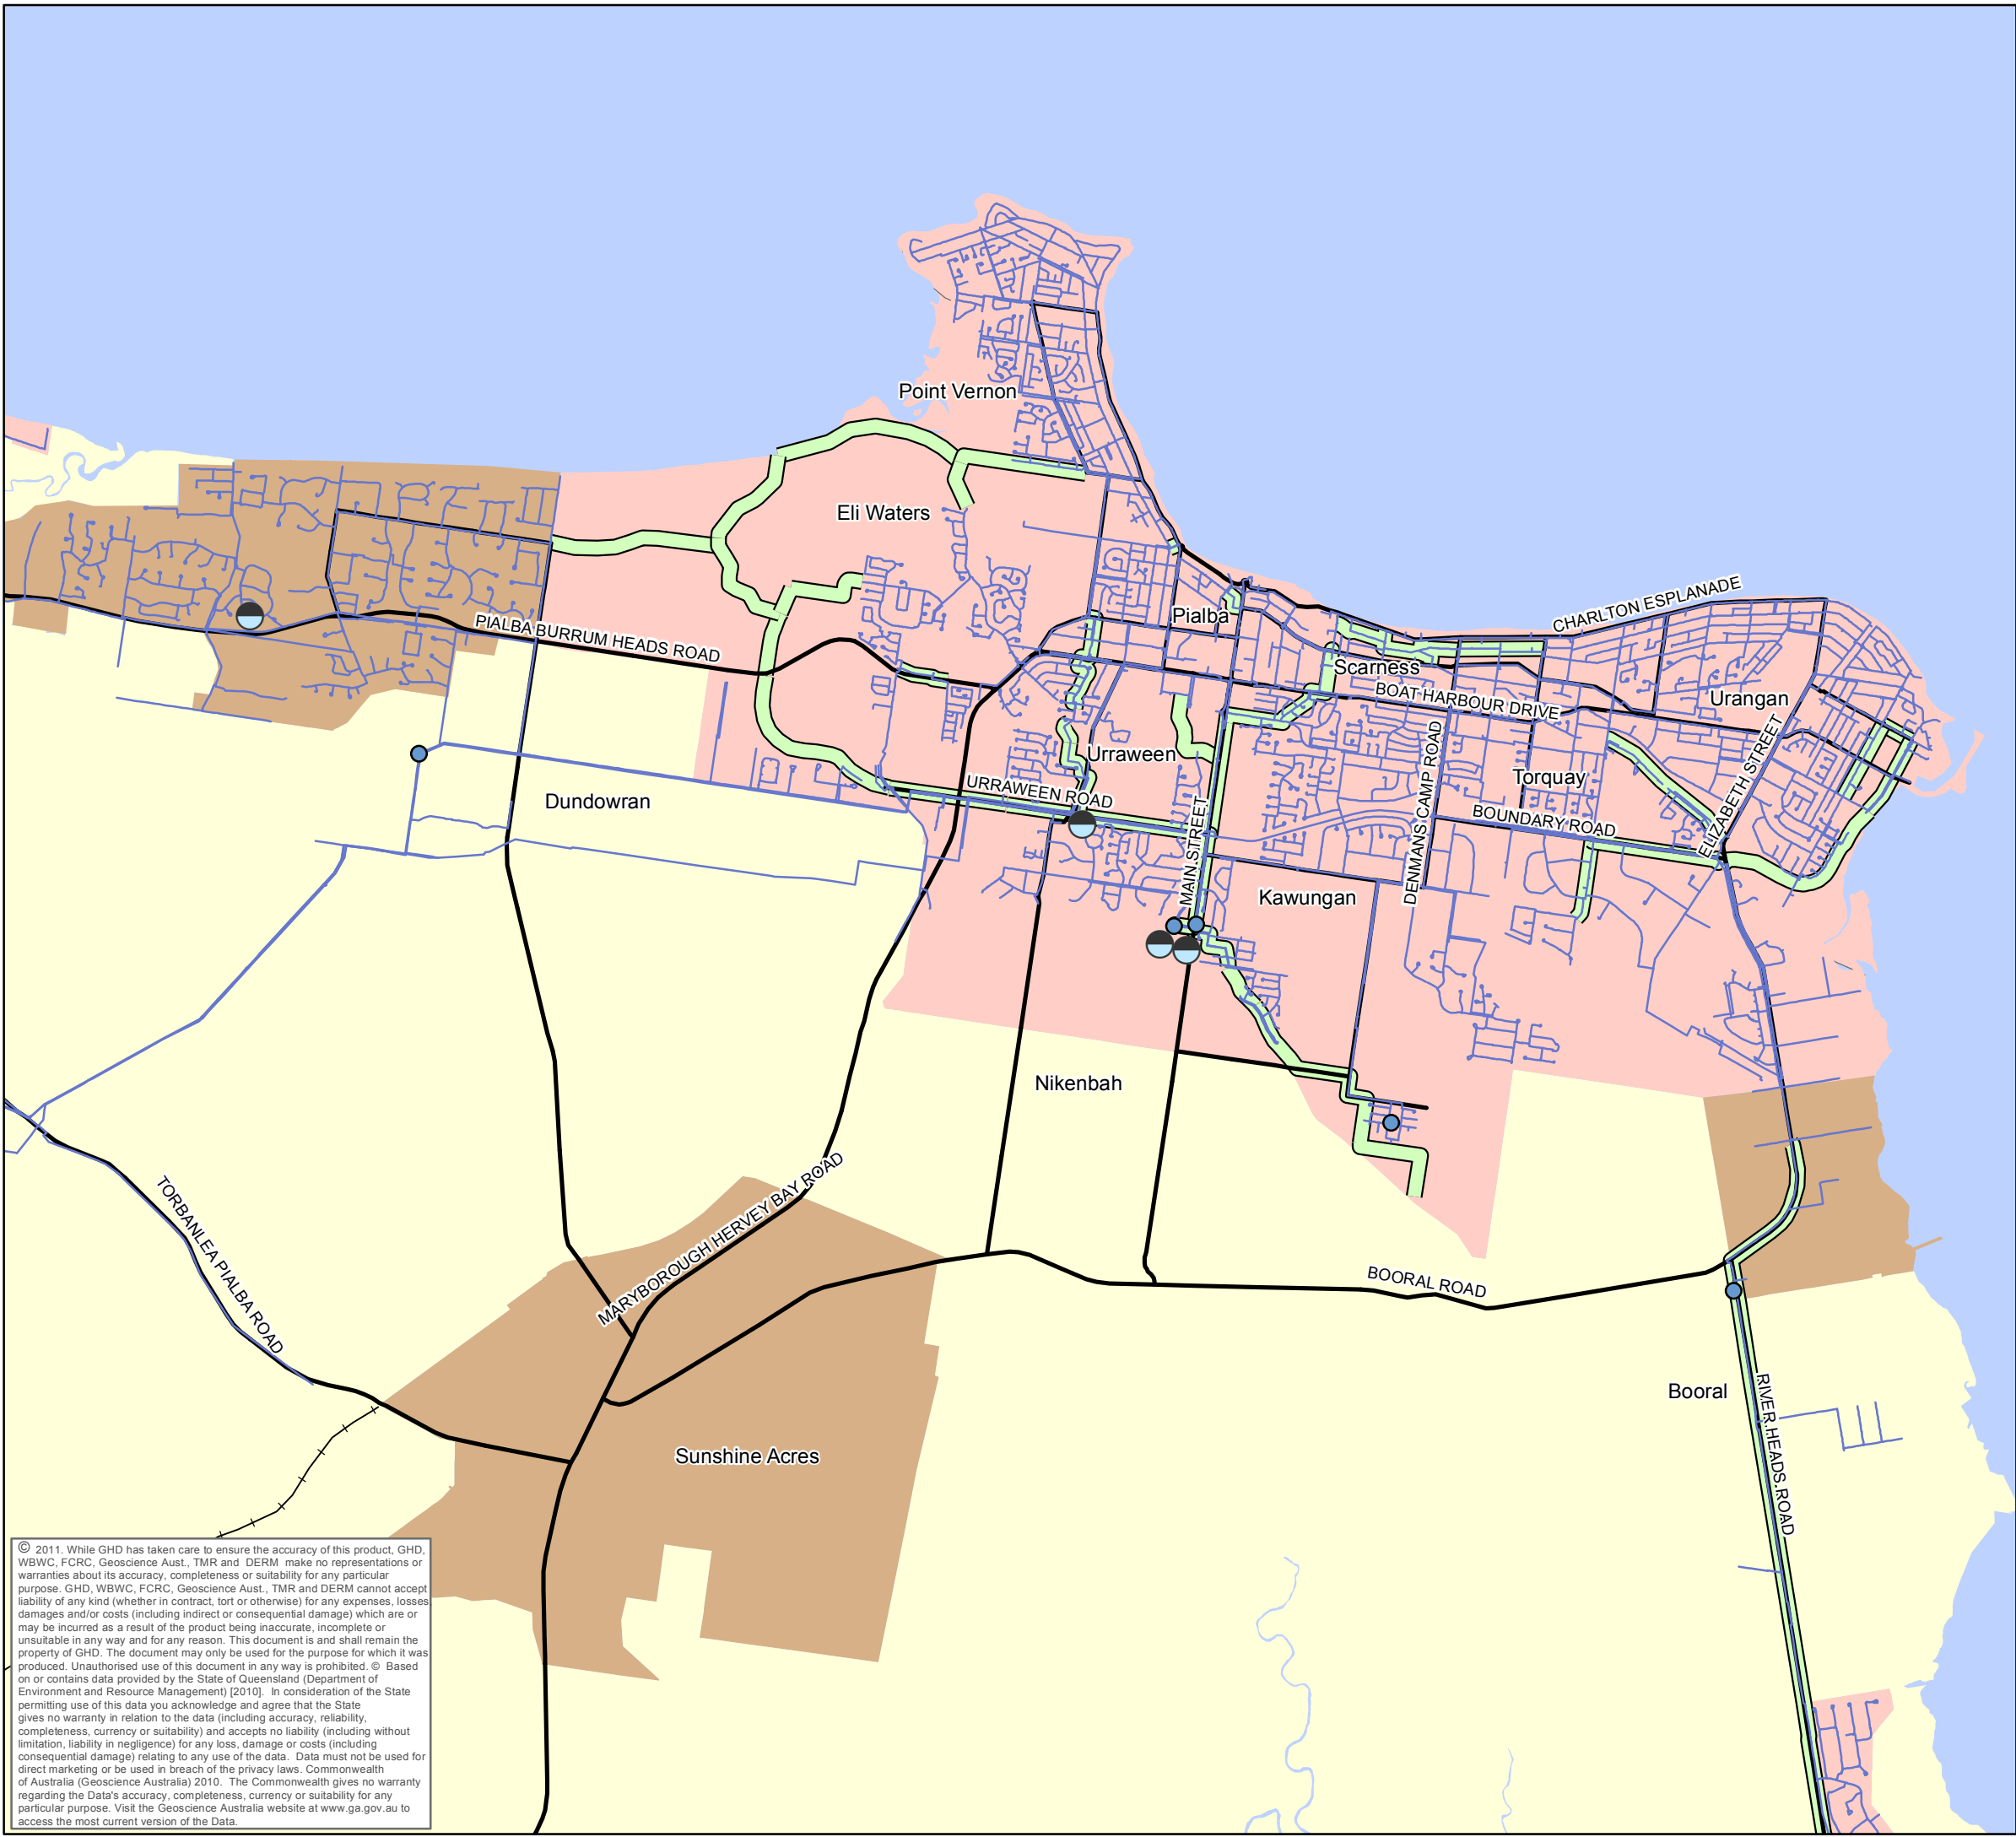 Point Vernon
Eli Waters
CHARLTON ESPLANADE
Pialba
PIALBA BURRUM HEADS ROAD
Scarness
BOAT HARBOUR DRIVE
Urangan
Urraween
DENMANS CAMP ROAD
Torquay
ELIZABETH STREET
URRAWEEN ROAD
Dundowran
BOUNDARY ROAD
MAIN STREET
Kawungan
Nikenbah
TORBANLEA PIALBA ROAD
MARYBOROUGH HERVEY BAY ROAD
BOORAL ROAD
Booral
RIVER HEADS ROAD
Sunshine Acres
© 2011. While GHD has taken care to ensure the accuracy of this product, GHD,
WBWC, FCRC, Geoscience Aust., TMR and DERM make no representations or
warranties about its accuracy, completeness or suitability for any particular
purpose. GHD, WBWC, FCRC, Geoscience Aust., TMR and DERM cannot accept
liability of any kind (whether in contract, tort or otherwise) for any expenses, losses,
damages and/or costs (including indirect or consequential damage) which are or
may be incurred as a result of the product being inaccurate, incomplete or
unsuitable in any way and for any reason. This document is and shall remain the
property of GHD. The document may only be used for the purpose for which it was
produced. Unauthorised use of this document in any way is prohibited. © Based
on or contains data provided by the State of Queensland (Department of
Environment and Resource Management) [2010]. In consideration of the State
permitting use of this data you acknowledge and agree that the State
gives no warranty in relation to the data (including accuracy, reliability,
completeness, currency or suitability) and accepts no liability (including without
limitation, liability in negligence) for any loss, damage or costs (including
consequential damage) relating to any use of the data. Data must not be used for
direct marketing or be used in breach of the privacy laws. Commonwealth
of Australia (Geoscience Australia) 2010. The Commonwealth gives no warranty
regarding the Data's accuracy, completeness, currency or suitability for any
particular purpose. Visit the Geoscience Australia website at www.ga.gov.au to
access the most current version of the Data.